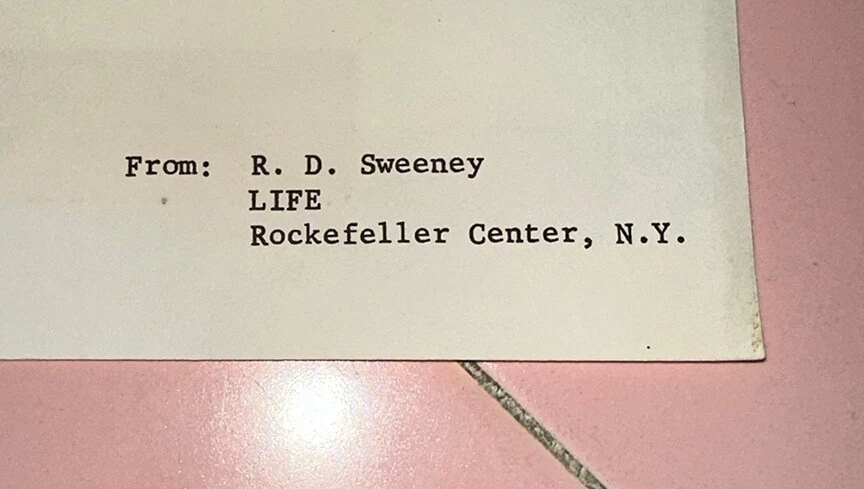 From: R. D. Sweeney
LIFE
Rockefeller Center, N.Y.